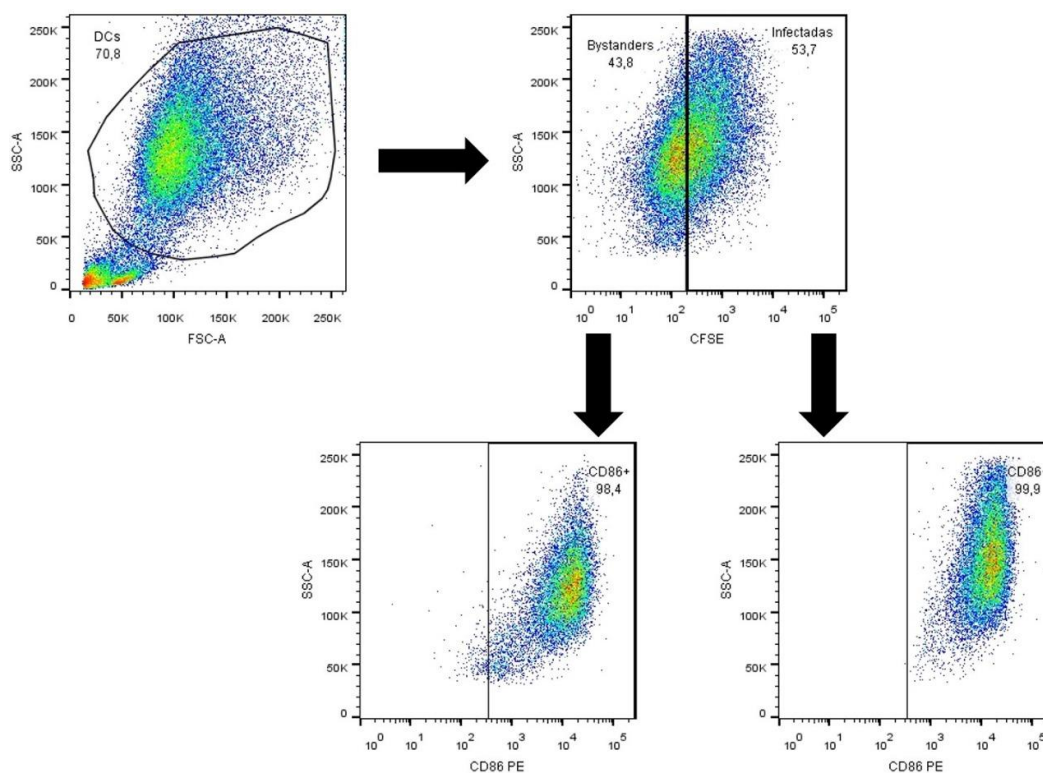 DCs
70,8
250K
200K
150K
100K
50K
0
SSC-A
0 50K 100K 150K 200K 250K
FSC-A
Bystanders
43,8
Infectadas
53,7
250K
200K
150K
100K
50K
0
SSC-A
10^0 10^1 10^2 10^3 10^4 10^5
CFSE
CD86+
98,4
250K
200K
150K
100K
50K
0
SSC-A
10^0 10^1 10^2 10^3 10^4 10^5
CD86 PE
CD86
99,9
250K
200K
150K
100K
50K
0
SSC-A
10^0 10^1 10^2 10^3 10^4 10^5
CD86 PE